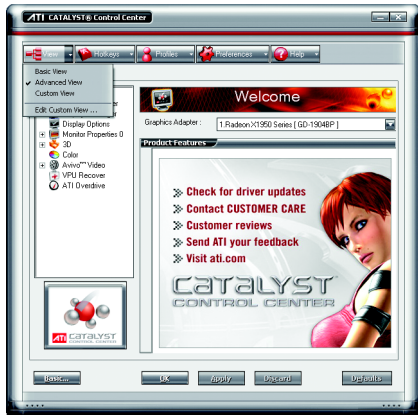 ATI CATALYST® Control Center
View Hotkeys Profiles Preferences Help
Basic View
Advanced View
Custom View
Edit Custom View ...
Display Options
Monitor Properties 0
3D
Color
Avivo™ Video
VPU Recover
ATI Overdrive
Welcome
Graphics Adapter :
1.Radeon X1950 Series [ GD-1904BP ]
Product Features
Check for driver updates
Contact CUSTOMER CARE
Customer reviews
Send ATI your feedback
Visit ati.com
CATALYST
CONTROL CENTER
ATI CATALYST
CONTROL CENTER
Basic...
OK Apply Discard Defaults